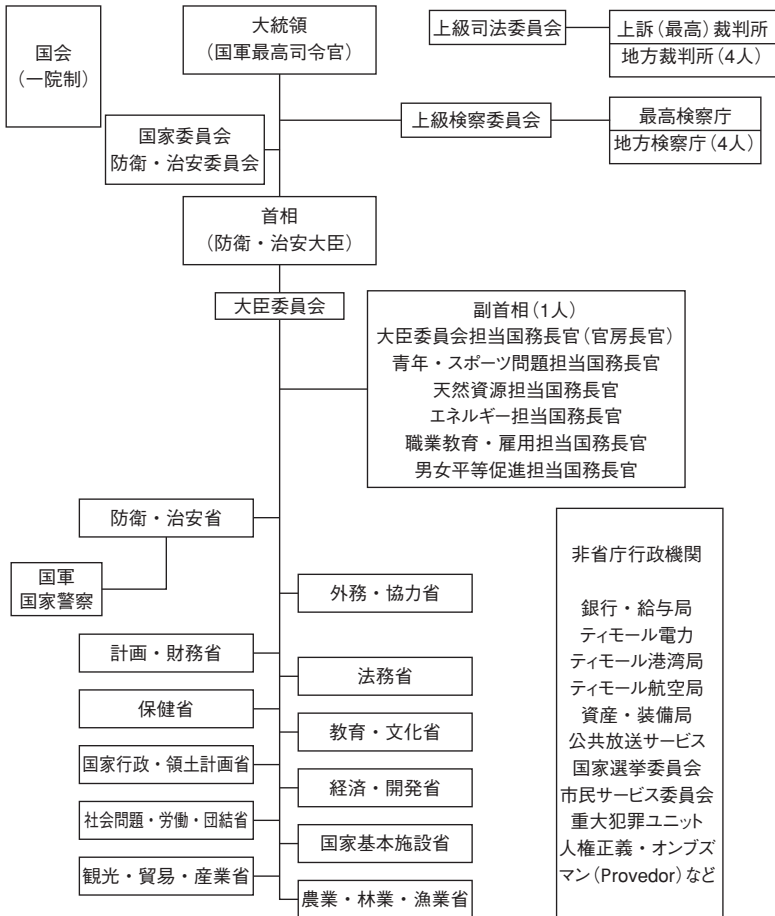 国会
(一院制)
大統領
(国軍最高司令官)
上級司法委員会
上訴(最高)裁判所
地方裁判所(4人)
国家委員会
防衛・治安委員会
上級検察委員会
最高検察庁
地方検察庁(4人)
首相
(防衛・治安大臣)
大臣委員会
副首相(1人)
大臣委員会担当国務長官(官房長官)
青年・スポーツ問題担当国務長官
天然資源担当国務長官
エネルギー担当国務長官
職業教育・雇用担当国務長官
男女平等促進担当国務長官
防衛・治安省
国軍
国家警察
外務・協力省
計画・財務省
法務省
保健省
教育・文化省
国家行政・領土計画省
経済・開発省
社会問題・労働・団結省
国家基本施設省
観光・貿易・産業省
農業・林業・漁業省
非省庁行政機関
銀行・給与局
ティモール電力
ティモール港湾局
ティモール航空局
資産・装備局
公共放送サービス
国家選挙委員会
市民サービス委員会
重大犯罪ユニット
人権正義・オンブズ
マン(Provedor)など